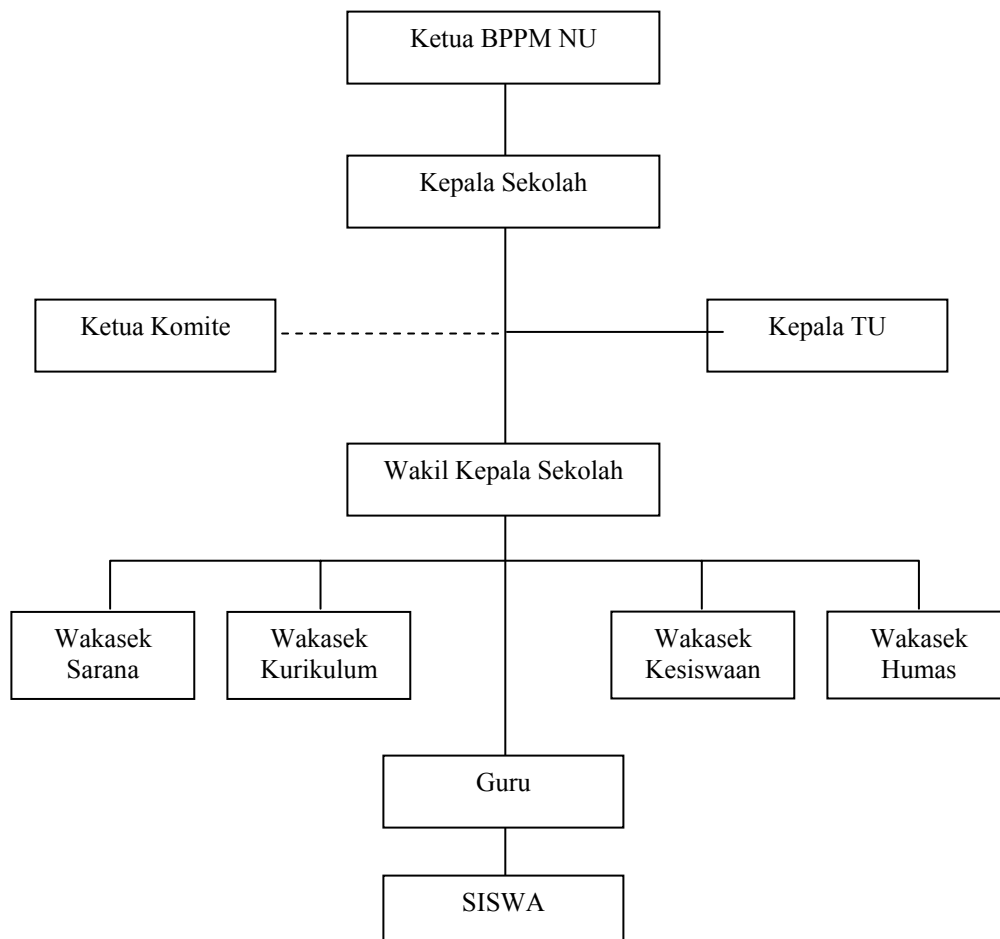 Ketua BPPM NU
Kepala Sekolah
Ketua Komite
Kepala TU
Wakil Kepala Sekolah
Wakasek
Sarana
Wakasek
Kurikulum
Wakasek
Kesiswaan
Wakasek
Humas
Guru
SISWA